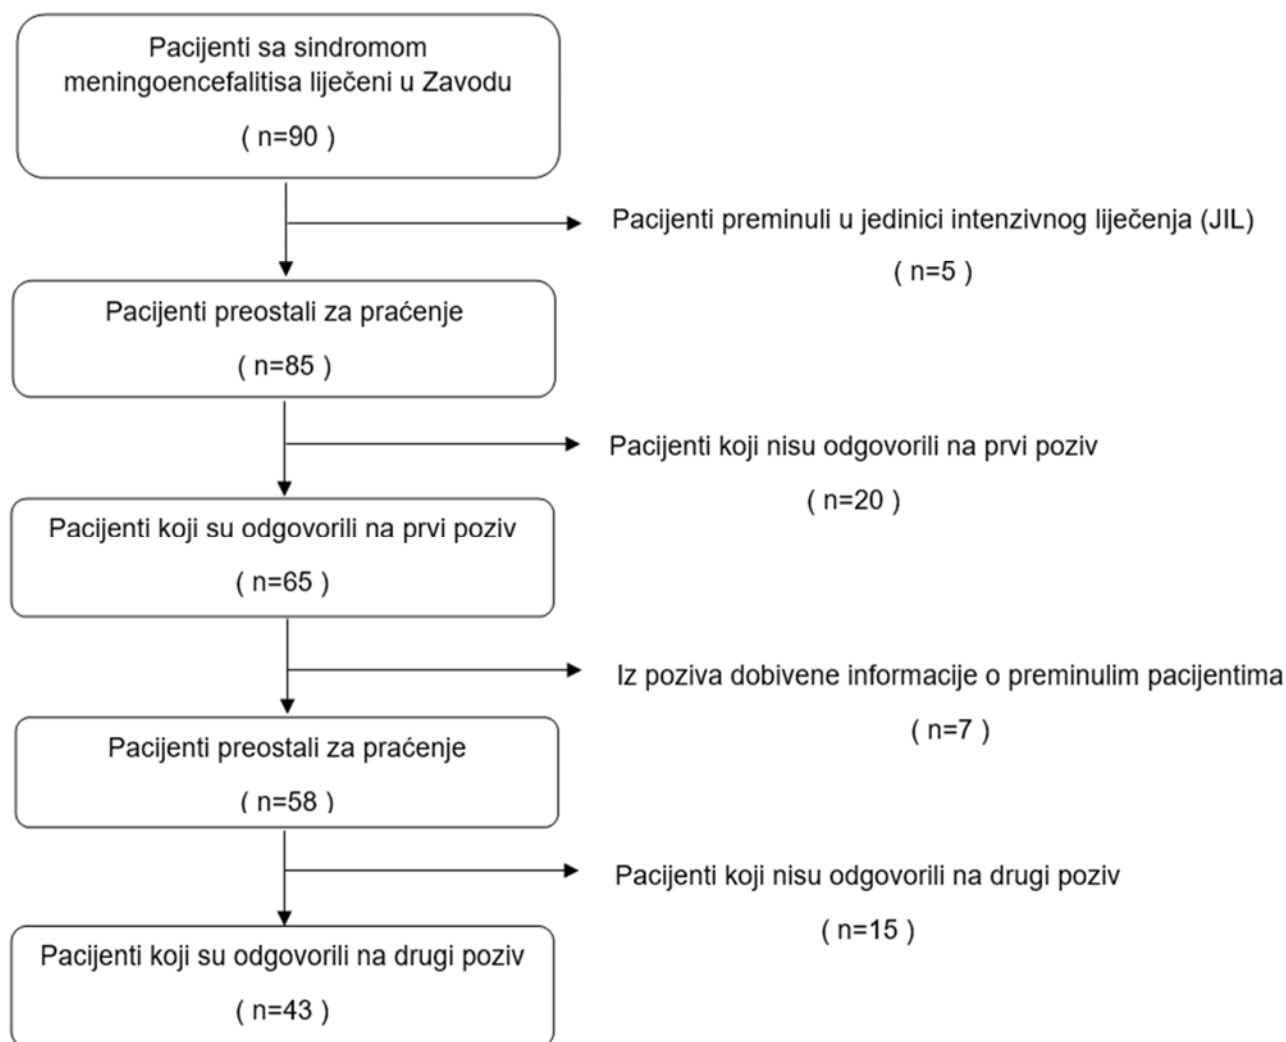 Pacijenti sa sindromom
meningoencefalitisa liječeni u Zavodu
( n=90 )
Pacijenti preminuli u jedinici intenzivnog liječenja (JIL)
( n=5 )
Pacijenti preostali za praćenje
( n=85 )
Pacijenti koji nisu odgovorili na prvi poziv
( n=20 )
Pacijenti koji su odgovorili na prvi poziv
( n=65 )
Iz poziva dobivene informacije o preminulim pacijentima
( n=7 )
Pacijenti preostali za praćenje
( n=58 )
Pacijenti koji nisu odgovorili na drugi poziv
( n=15 )
Pacijenti koji su odgovorili na drugi poziv
( n=43 )